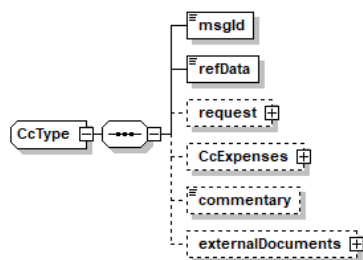 msgId
refData
request
CcType
CcExpenses
commentary
externalDocuments